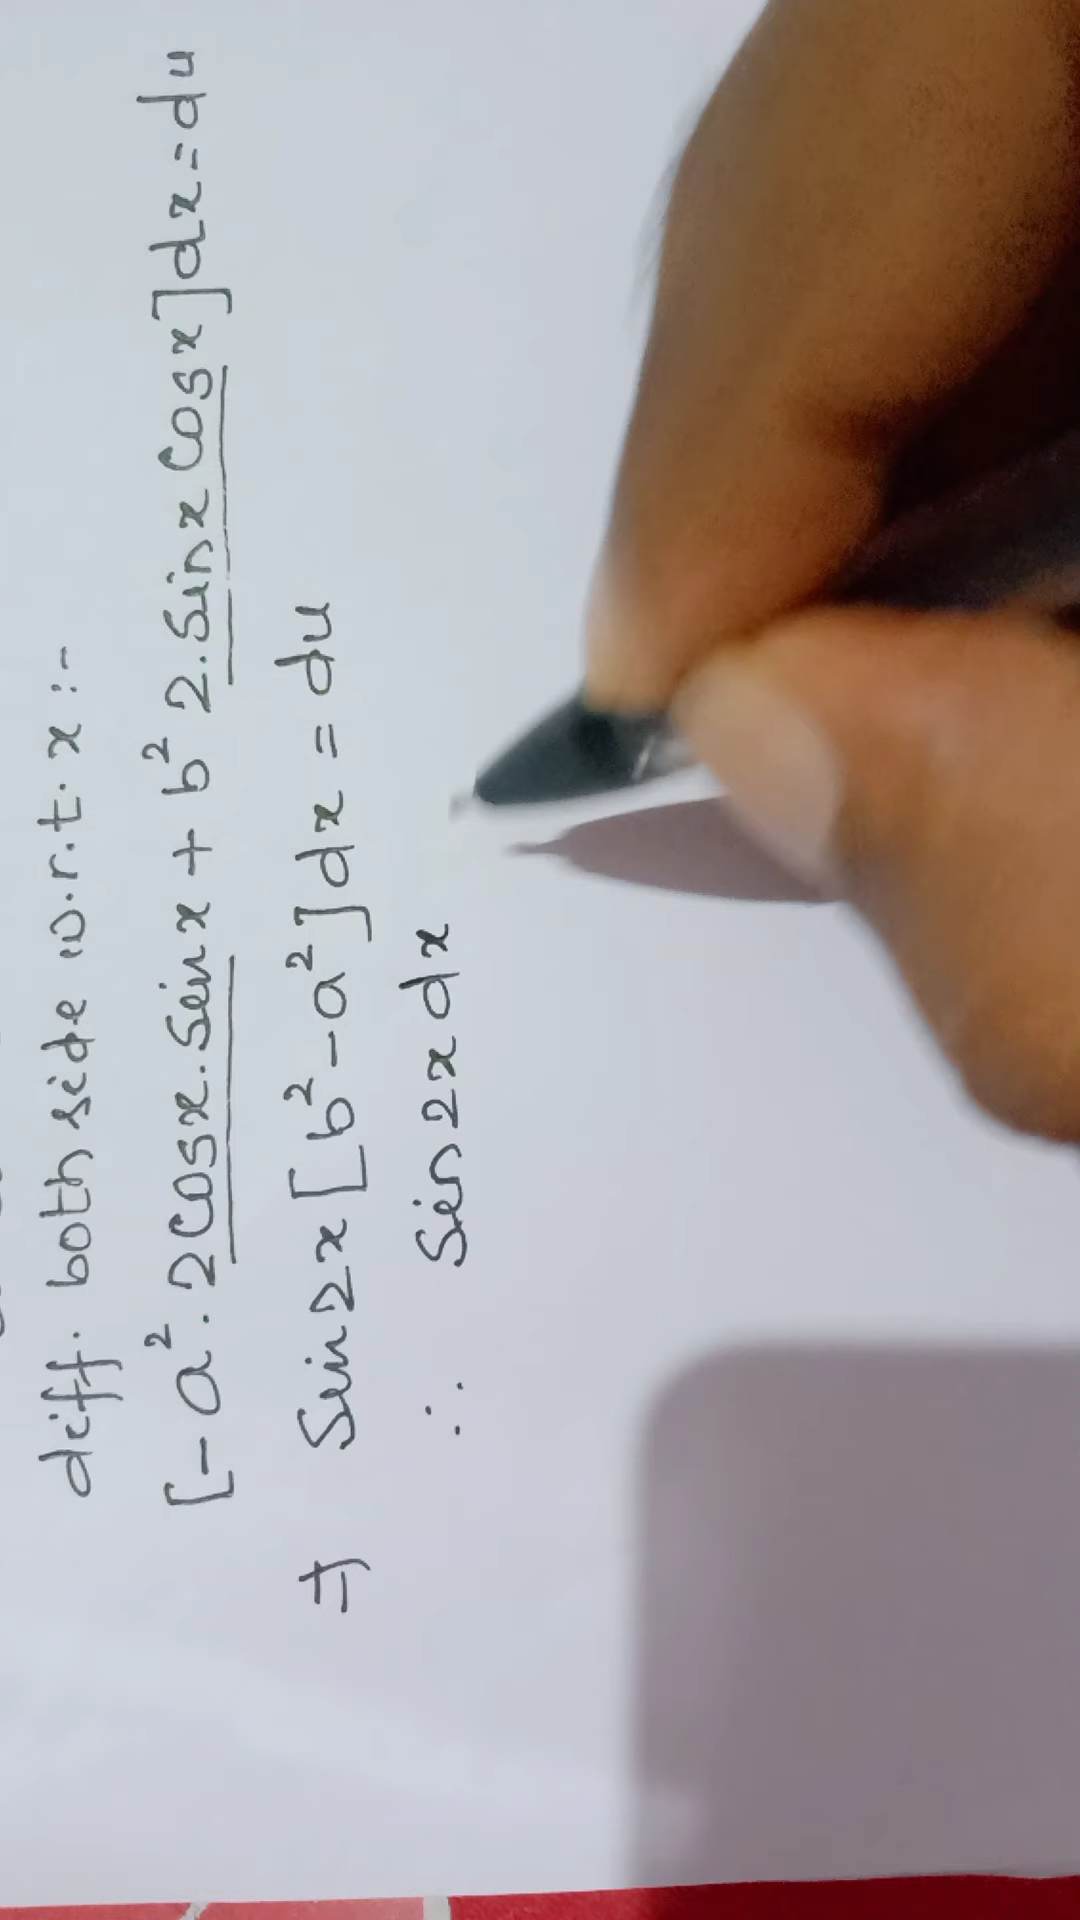 diff. both side w.r.t. x :-
[-a². 2cosx. sinx + b² 2. sinx cosx] dx = du
⇒ sin2x [b² - a²] dx = du
∴ sin2x dx